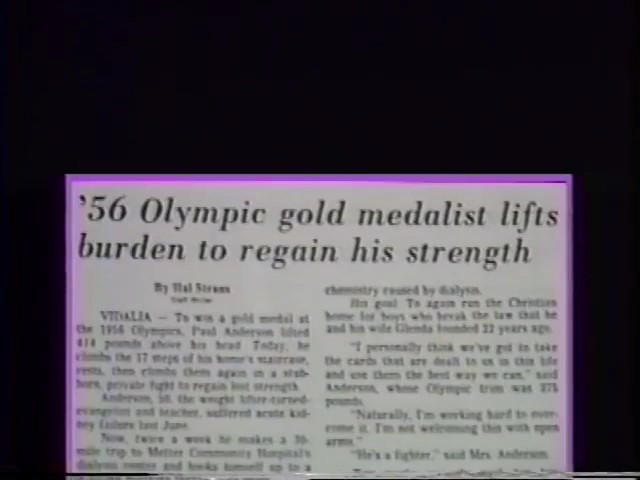 '56 Olympic gold medalist lifts
burden to regain his strength
By Hal Straus
Staff Writer
VIDALIA — To win a gold medal at
the 1956 Olympics, Paul Anderson lifted
414 pounds above his head. Today, he
climbs the 17 steps of his home's staircase,
rests, then climbs them again in a stub-
born, private fight to regain lost strength.
Anderson, 50, the weight lifter-turned-
evangelist and teacher, suffered acute kid-
ney failure last June.
Now, twice a week he makes a 30-
mile trip to Metter Community Hospital's
dialysis center and hooks himself up to a
chemistry caused by dialysis.
His goal: To again run the Christian
home for boys who break the law that he
and his wife Glenda founded 22 years ago.
"I personally think we've got to take
the cards that are dealt to us in this life
and use them the best way we can," said
Anderson, whose Olympic trim was 375
pounds.
"Naturally, I'm working hard to over-
come it. I'm not welcoming this with open
arms."
"He's a fighter," said Mrs. Anderson.